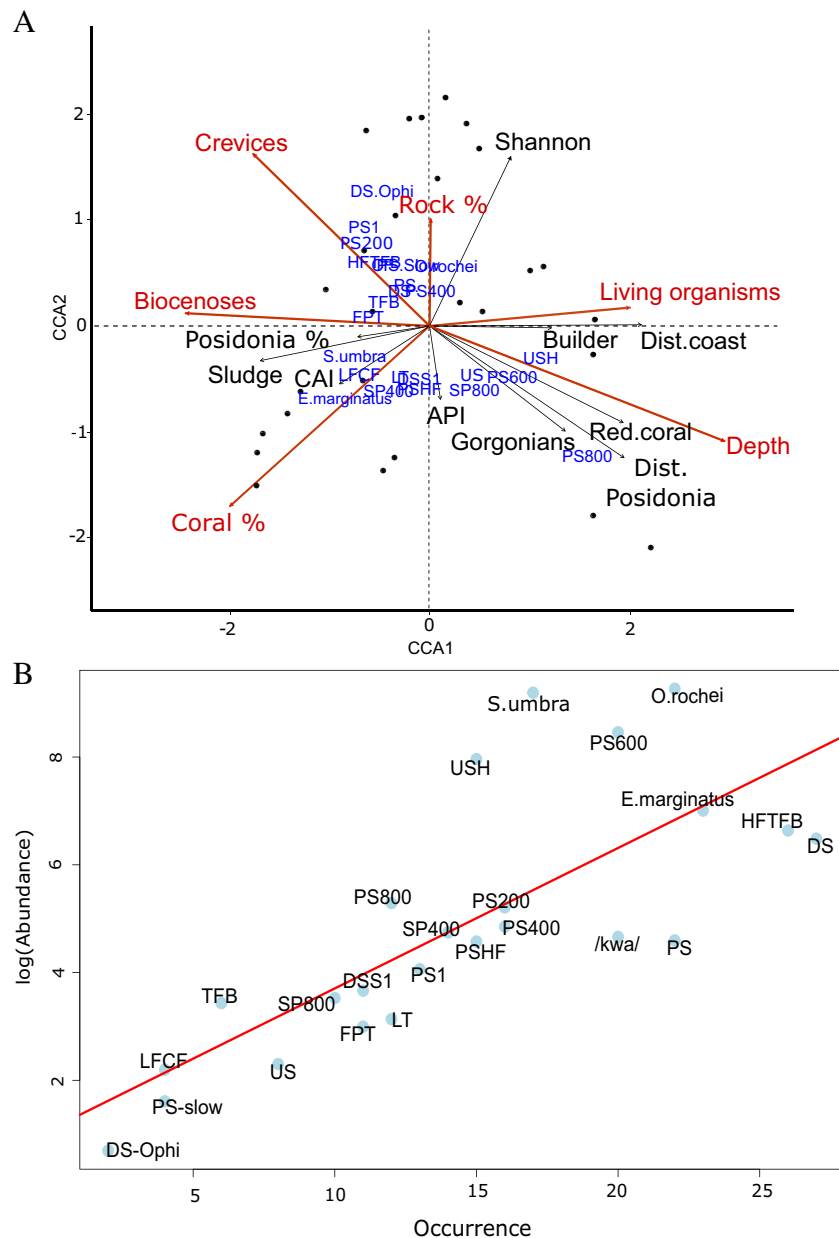 A
2
Shannon
Crevices
DS.Ophi
Rock %
PS1
PS200
1
HFTFB
O.rochei
PS
Living organisms
Biocenoses
DS
PS400
TFB
FPT
CCA2
0
Posidonia %
Builder
Dist.coast
S.umbra
USH
Sludge
CAI
LFCF
LT
DSS1
US
PS600
E.marginatus
SP400
PSHF
SP800
API
-1
Gorgonians
Red.coral
Depth
PS800
Dist.
Posidonia
Coral %
-2
-2
0
2
CCA1
B
S.umbra
O.rochei
PS600
8
USH
E.marginatus
HFTFB
DS
log(Abundance)
6
PS800
PS200
SP400
PS400
PSHF
/kwa/
PS
4
DSS1
PS1
TFB
SP800
FPT
LT
LFCF
US
2
PS-slow
DS-Ophi
5
10
15
20
25
Occurrence